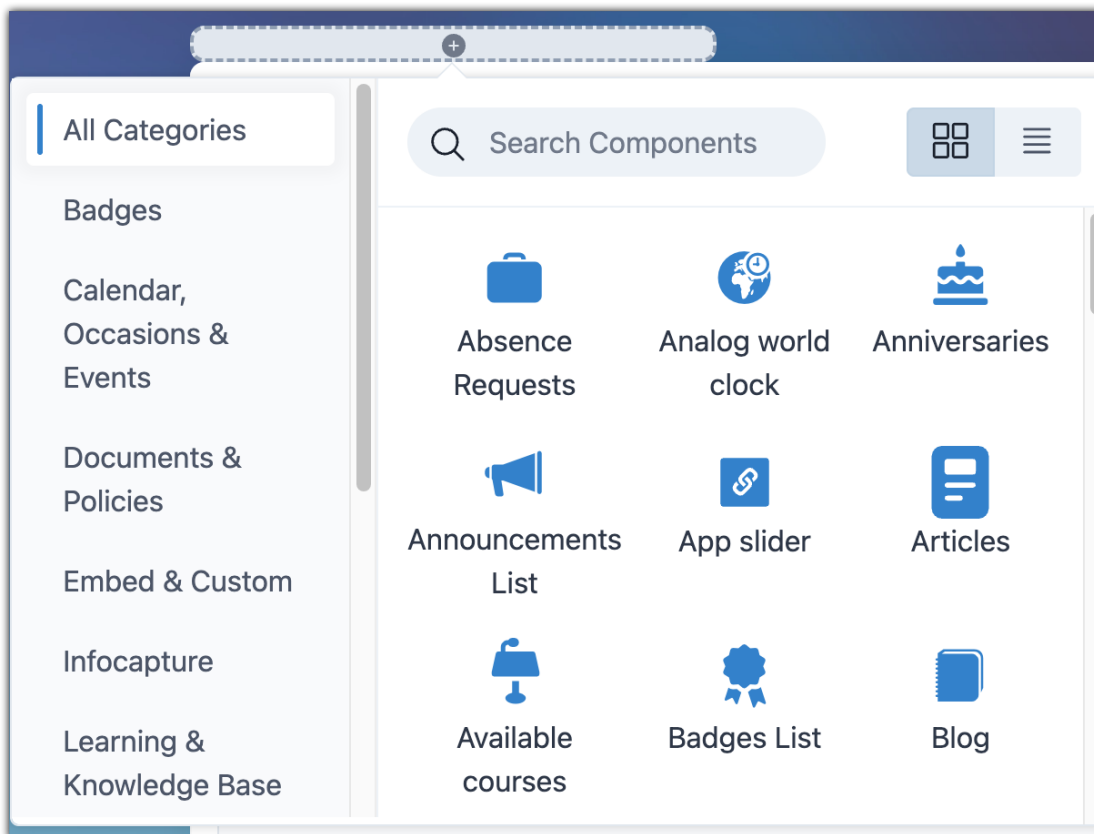 All Categories
Badges
Calendar,
Occasions &
Events
Documents &
Policies
Embed & Custom
Infocapture
Learning &
Knowledge Base
Search Components
Absence
Requests
Analog world
clock
Anniversaries
Announcements
List
App slider
Articles
Available
courses
Badges List
Blog